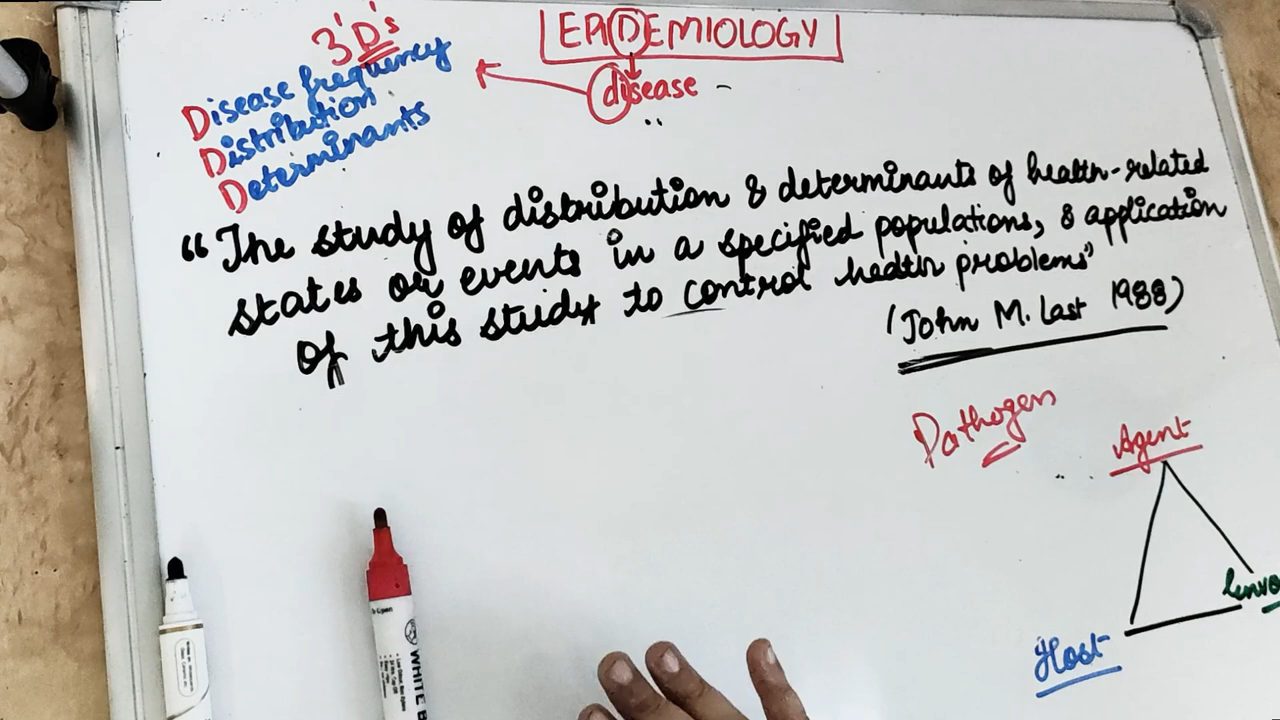 3'D's
Disease frequency
Distribution
Determinants
EPIDEMIOLOGY
disease
"The study of distribution & determinants of health-related
states or events in a specified populations, & application
of this study to control health problems"
(John M. Last 1988)
Pathogen
Agent
Host
Envo
WHITE B